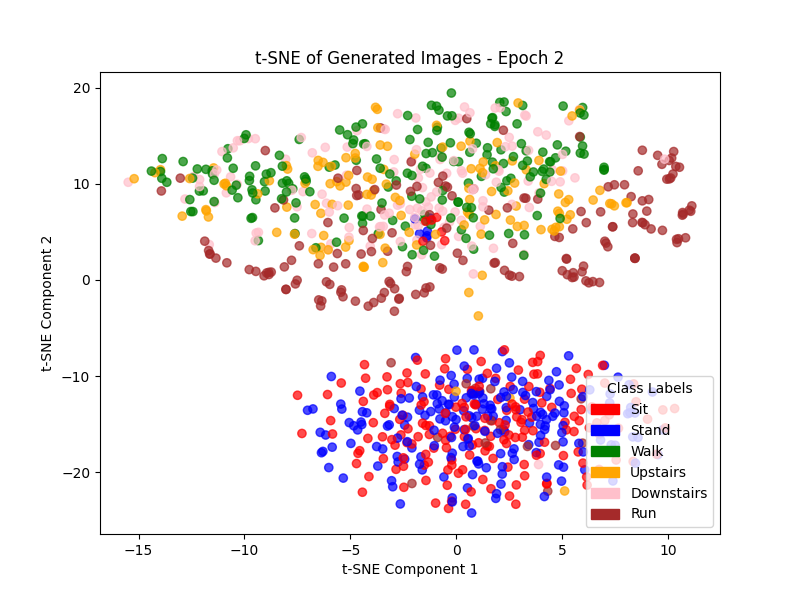 t-SNE of Generated Images - Epoch 2
t-SNE Component 2
20
10
0
−10
−20
Class Labels
Sit
Stand
Walk
Upstairs
Downstairs
Run
−15
−10
−5
0
5
10
t-SNE Component 1